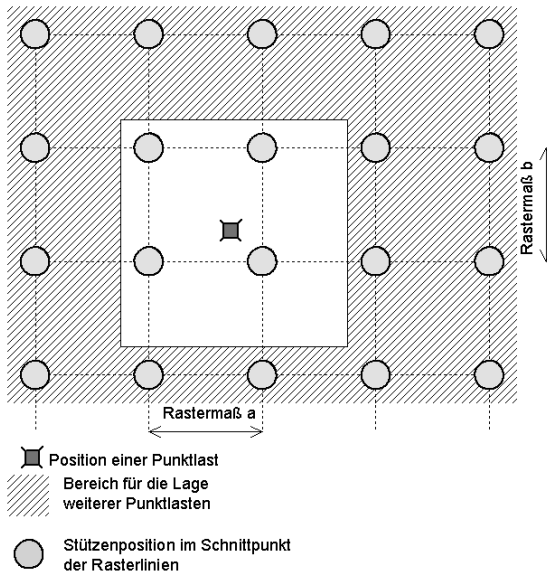 Rastermaß b
Rastermaß a
Position einer Punktlast
Bereich für die Lage
weiterer Punktlasten
Stützenposition im Schnittpunkt
der Rasterlinien